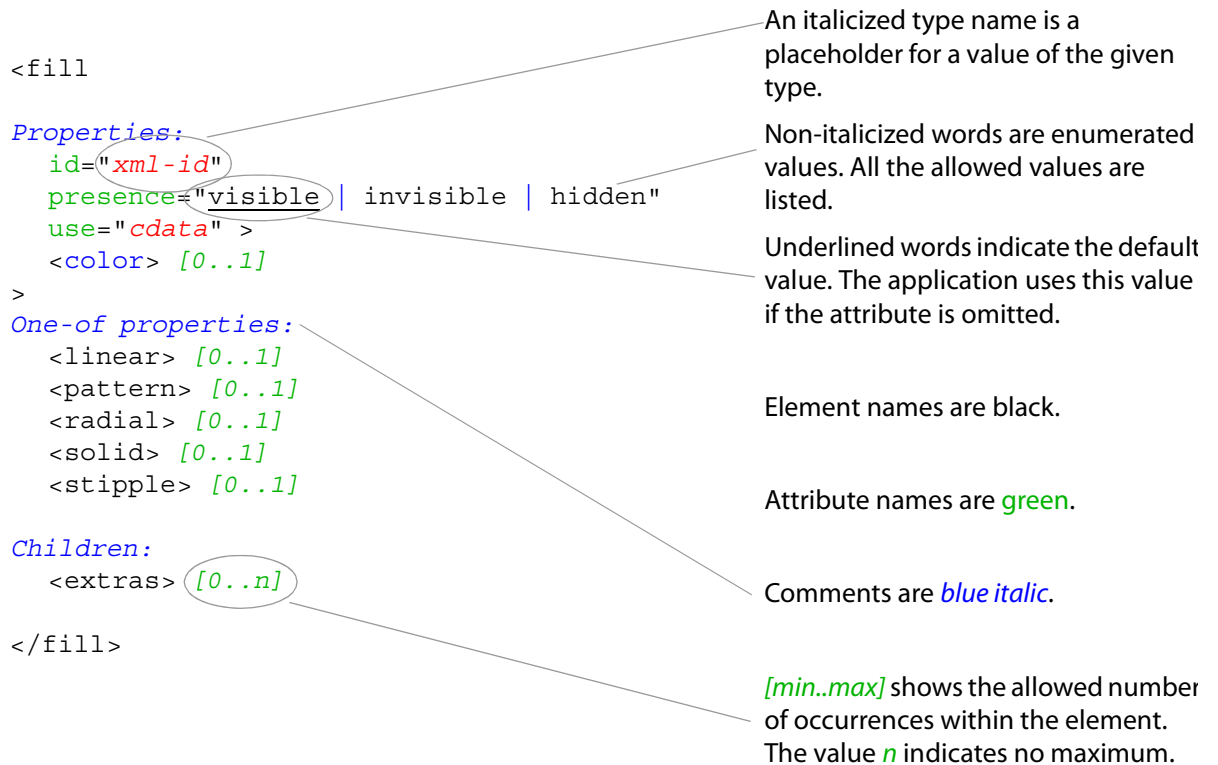 <fill
Properties:
id="xml-id"
presence="visible | invisible | hidden"
use="cdata" >
<color> [0..1]
>
One-of properties:
<linear> [0..1]
<pattern> [0..1]
<radial> [0..1]
<solid> [0..1]
<stipple> [0..1]
Children:
<extras> [0..n]
</fill>
An italicized type name is a
placeholder for a value of the given
type.
Non-italicized words are enumerated
values. All the allowed values are
listed.
Underlined words indicate the default
value. The application uses this value
if the attribute is omitted.
Element names are black.
Attribute names are green.
Comments are blue italic.
[min..max] shows the allowed number
of occurrences within the element.
The value n indicates no maximum.